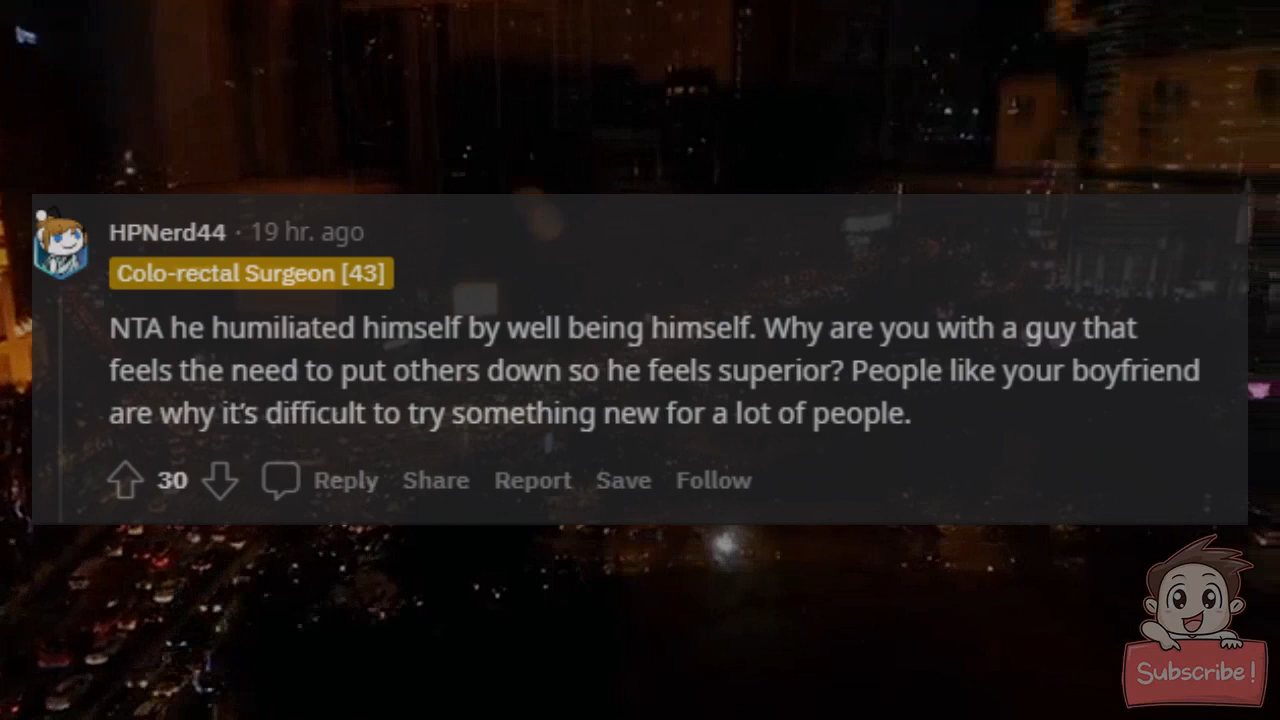 HPNerd44 · 19 hr. ago
Colo-rectal Surgeon [43]
NTA he humiliated himself by well being himself. Why are you with a guy that
feels the need to put others down so he feels superior? People like your boyfriend
are why it's difficult to try something new for a lot of people.
30 Reply Share Report Save Follow
Subscribe!